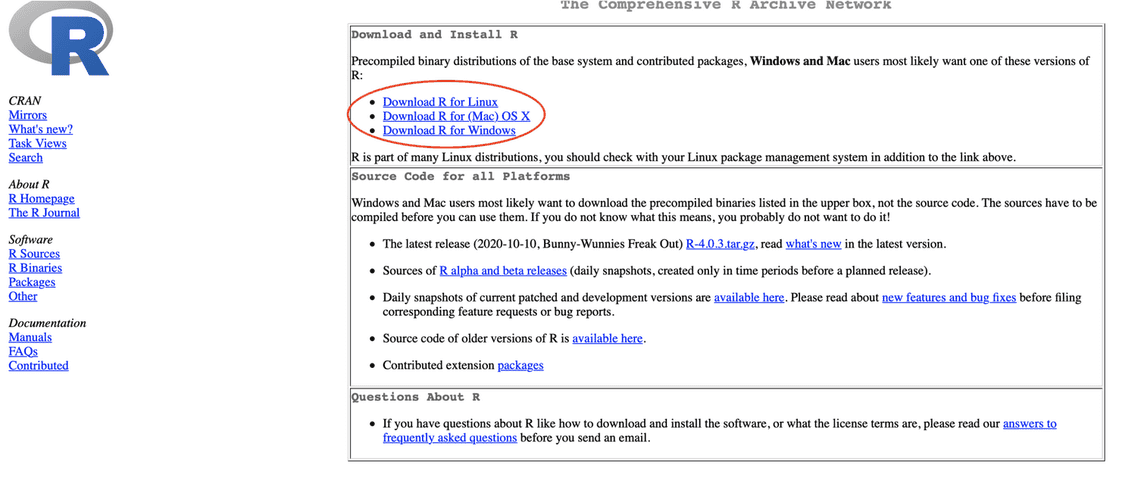 The Comprehensive R Archive Network
R
CRAN
Mirrors
What's new?
Task Views
Search
About R
R Homepage
The R Journal
Software
R Sources
R Binaries
Packages
Other
Documentation
Manuals
FAQs
Contributed
Download and Install R
Precompiled binary distributions of the base system and contributed packages, Windows and Mac users most likely want one of these versions of
R:
• Download R for Linux
• Download R for (Mac) OS X
• Download R for Windows
R is part of many Linux distributions, you should check with your Linux package management system in addition to the link above.
Source Code for all Platforms
Windows and Mac users most likely want to download the precompiled binaries listed in the upper box, not the source code. The sources have to be
compiled before you can use them. If you do not know what this means, you probably do not want to do it!
• The latest release (2020-10-10, Bunny-Wunnies Freak Out) R-4.0.3.tar.gz, read what's new in the latest version.
• Sources of R alpha and beta releases (daily snapshots, created only in time periods before a planned release).
• Daily snapshots of current patched and development versions are available here. Please read about new features and bug fixes before filing
corresponding feature requests or bug reports.
• Source code of older versions of R is available here.
• Contributed extension packages
Questions About R
• If you have questions about R like how to download and install the software, or what the license terms are, please read our answers to
frequently asked questions before you send an email.